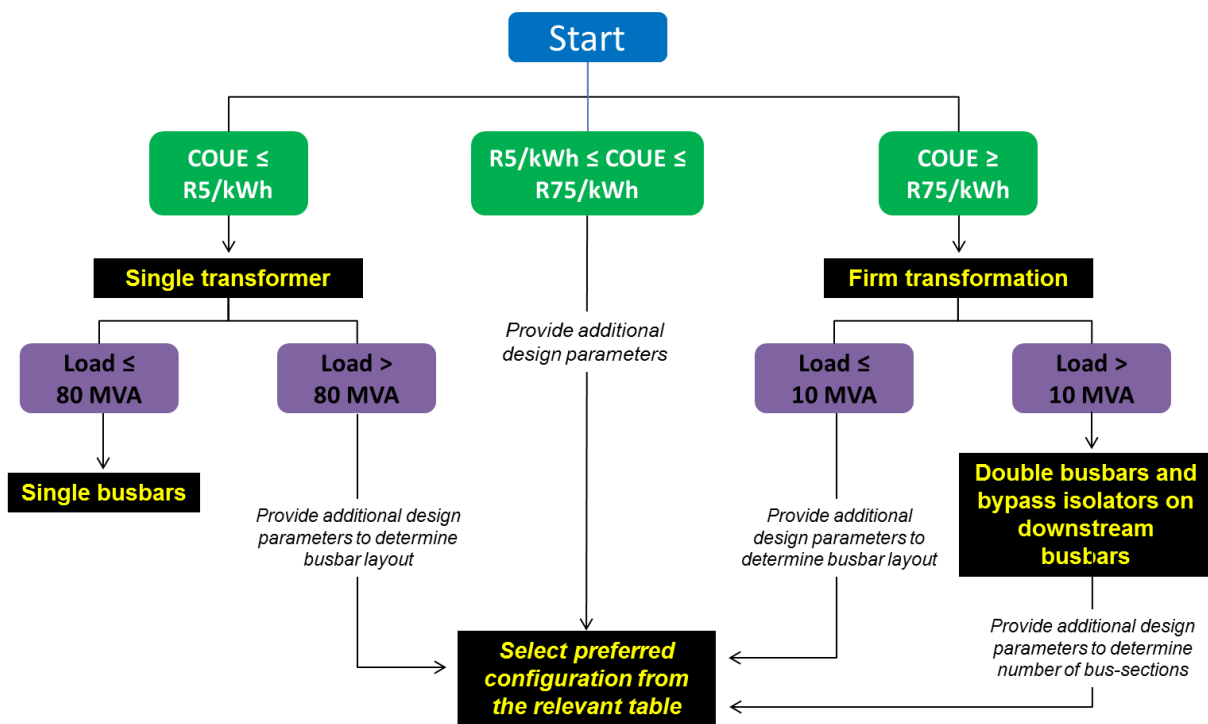 Start
COUE ≤
R5/kWh
R5/kWh ≤ COUE ≤
R75/kWh
COUE ≥
R75/kWh
Single transformer
Firm transformation
Provide additional
design parameters
Load ≤
80 MVA
Load >
80 MVA
Load ≤
10 MVA
Load >
10 MVA
Single busbars
Double busbars and
bypass isolators on
downstream
busbars
Provide additional design
parameters to determine
busbar layout
Provide additional
design parameters to
determine busbar layout
Provide additional design
parameters to determine
number of bus-sections
Select preferred
configuration from
the relevant table